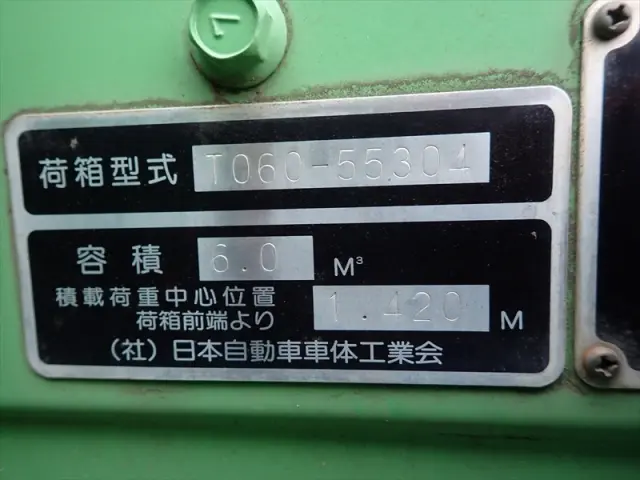 7
荷箱型式 T060-55304
容積 6.0 M³
積載荷重中心位置
荷箱前端より 1.420 M
（社）日本自動車車体工業会